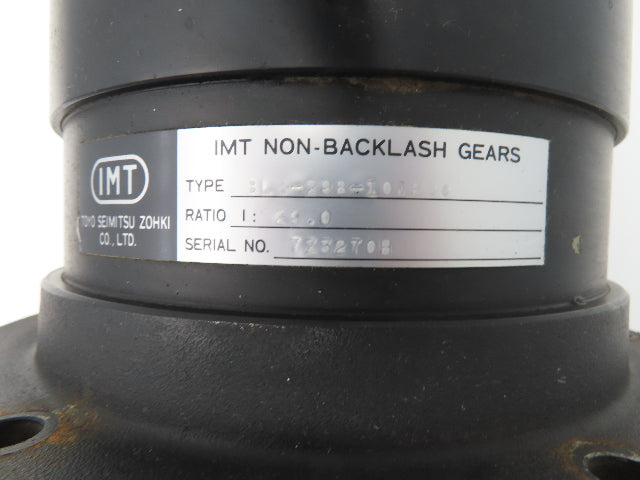 IMT NON-BACKLASH GEARS
IMT
TOYO SEIMITSU ZOHKI
CO., LTD.
TYPE
RATIO 1:
SERIAL NO.